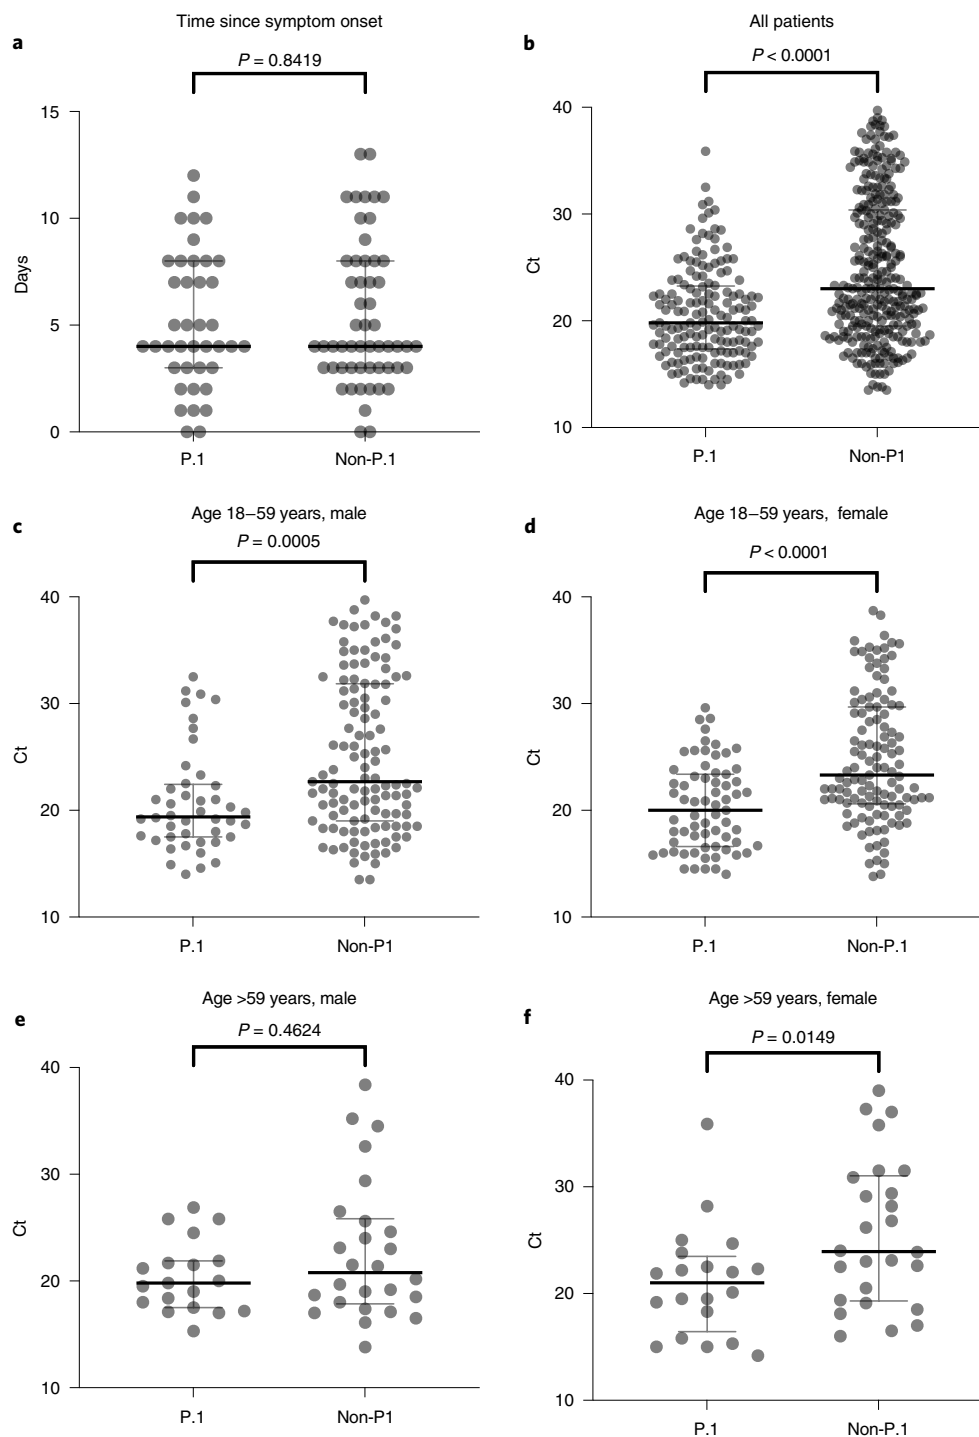 Time since symptom onset
a
P = 0.8419
15
10
5
0
Days
P.1
Non-P.1
All patients
b
P < 0.0001
40
30
20
10
Ct
P.1
Non-P1
Age 18–59 years, male
c
P = 0.0005
40
30
20
10
Ct
P.1
Non-P1
Age 18–59 years, female
d
P < 0.0001
40
30
20
10
Ct
P.1
Non-P.1
Age >59 years, male
e
P = 0.4624
40
30
20
10
Ct
P.1
Non-P1
Age >59 years, female
f
P = 0.0149
40
30
20
10
Ct
P.1
Non-P.1